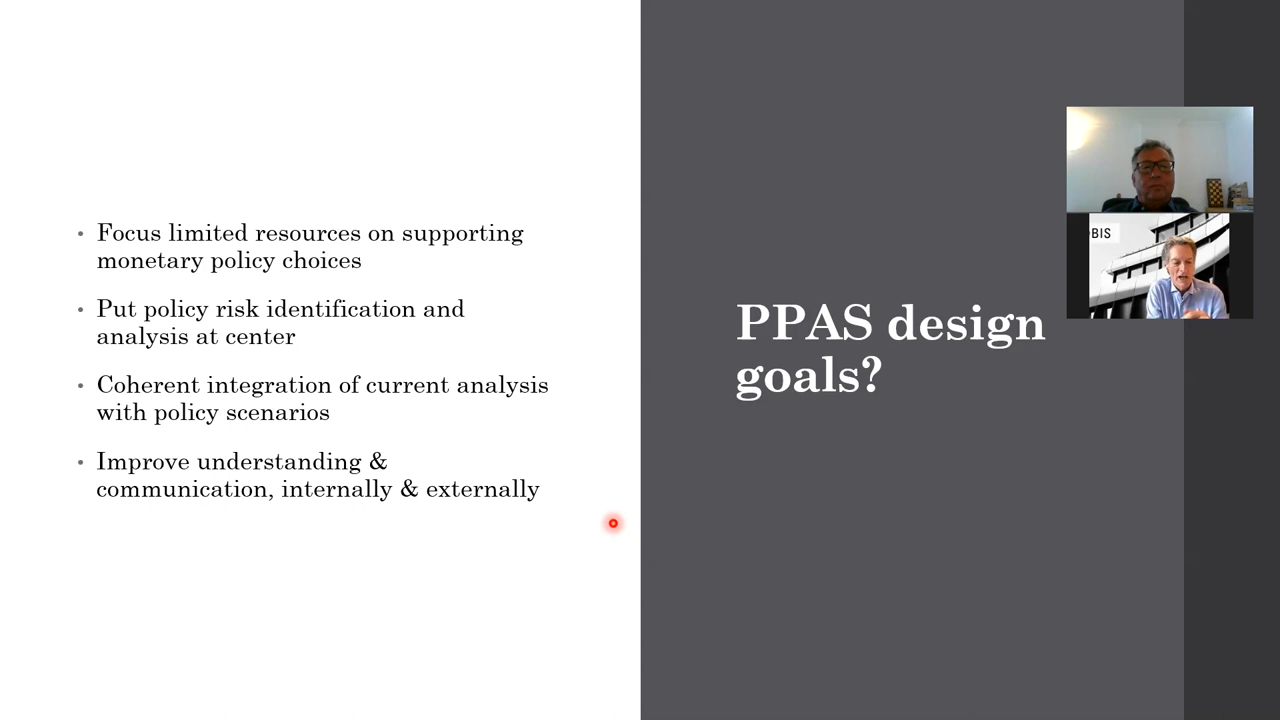 • Focus limited resources on supporting
monetary policy choices
• Put policy risk identification and
analysis at center
• Coherent integration of current analysis
with policy scenarios
• Improve understanding &
communication, internally & externally
PPAS design
goals?
BIS